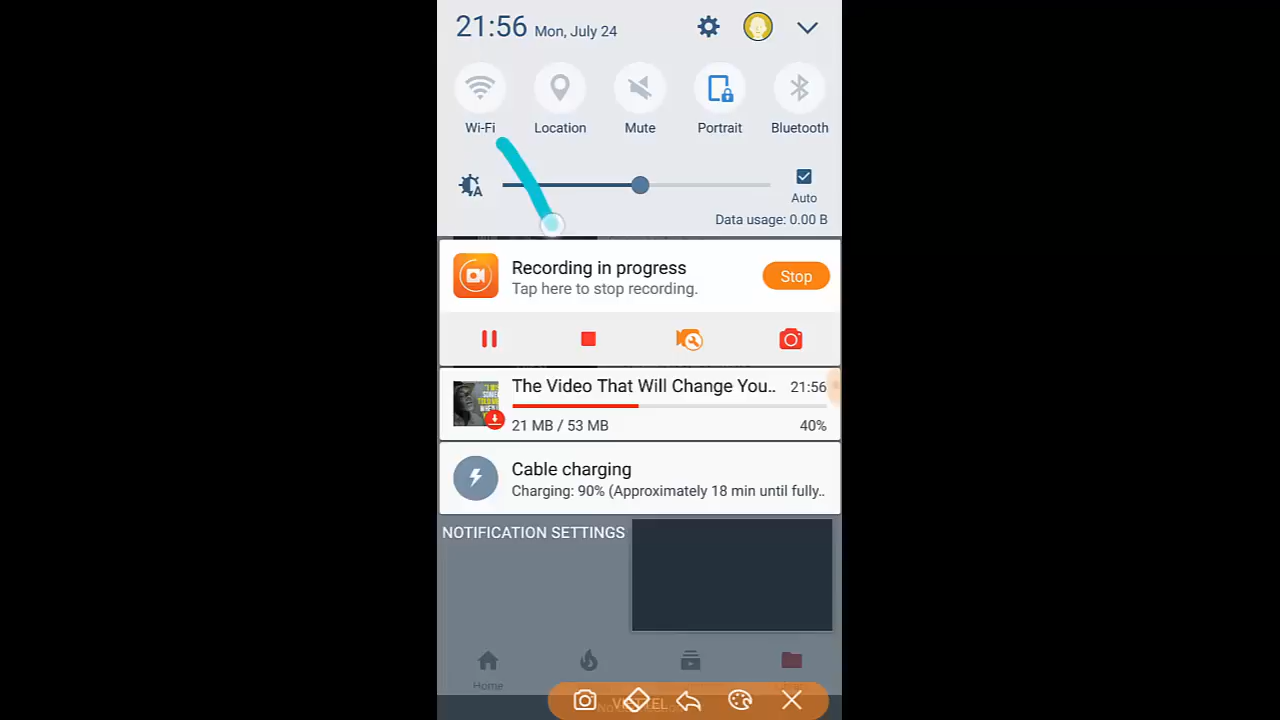 21:56 Mon, July 24
Wi-Fi Location Mute Portrait Bluetooth
A
Auto
Data usage: 0.00 B
Recording in progress
Stop
Tap here to stop recording.
The Video That Will Change You..
21:56
21 MB / 53 MB
40%
Cable charging
Charging: 90% (Approximately 18 min until fully..
NOTIFICATION SETTINGS
Home
VIETTEL